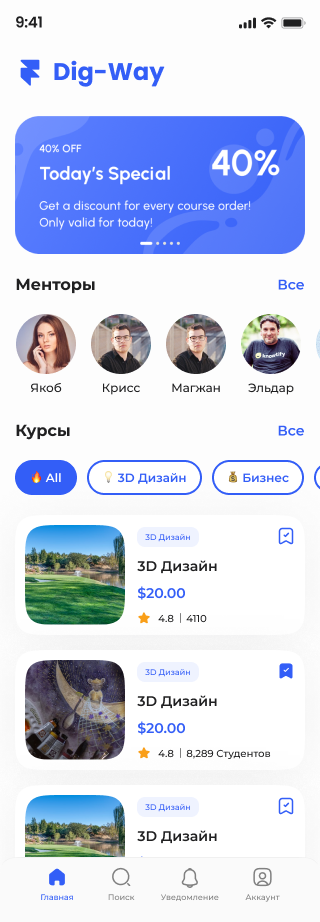 9:41
Dig-Way
40% OFF
Today's Special
40%
Get a discount for every course order!
Only valid for today!
Менторы
Все
knowtify
Якоб
Крисс
Магжан
Эльдар
Курсы
Все
All
3D Дизайн
Бизнес
3D Дизайн
3D Дизайн
$20.00
4.8 | 4110
3D Дизайн
3D Дизайн
$20.00
4.8 | 8,289 Студентов
3D Дизайн
3D Дизайн
Главная
Поиск
Уведомление
Аккаунт